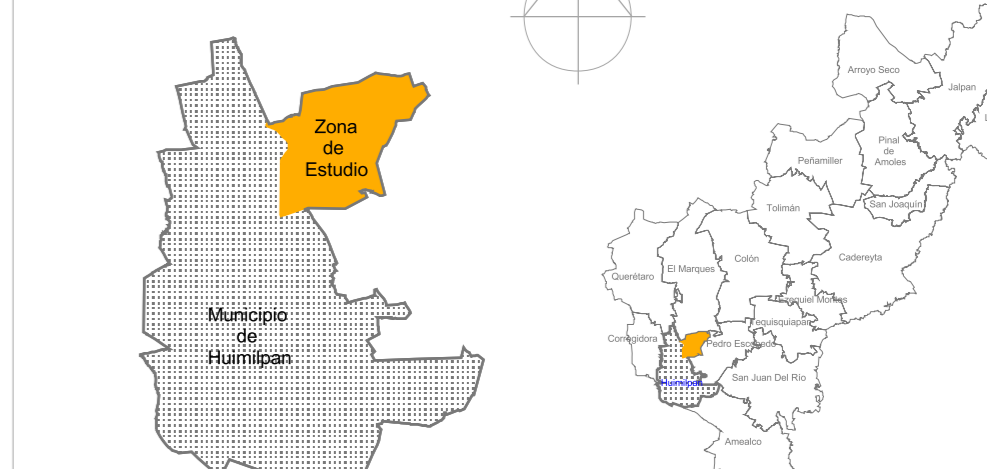 Zona
de
Estudio
Municipio
de
Huimilpan
Arroyo Seco
Jalpan
L
Pinal
de
Amoles
Peñamiller
San Joaquín
Tolimán
Cadereyta
Colón
El Marques
Querétaro
Ezequiel Montes
Tequisquiapan
Corregidora
Pedro Escobedo
San Juan Del Río
Huimilpan
Amealco